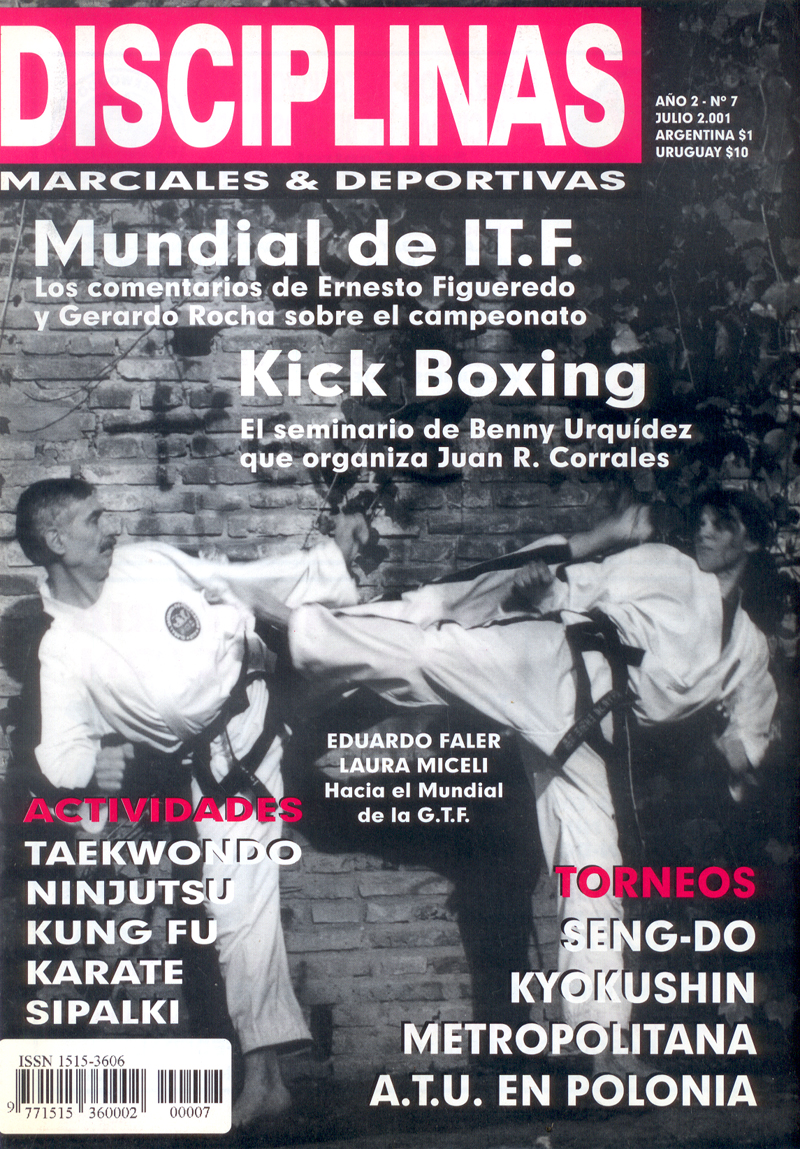 DISCIPLINAS
MARCIALES & DEPORTIVAS
AÑO 2 - Nº 7
JULIO 2.001
ARGENTINA $1
URUGUAY $10
Mundial de IT.F.
Los comentarios de Ernesto Figueredo
y Gerardo Rocha sobre el campeonato
Kick Boxing
El seminario de Benny Urquídez
que organiza Juan R. Corrales
EDUARDO FALER
LAURA MICELI
Hacia el Mundial
de la G.T.F.
ACTIVIDADES
TAEKWONDO
NINJUTSU
KUNG FU
KARATE
SIPALKI
TORNEOS
SENG-DO
KYOKUSHIN
METROPOLITANA
A.T.U. EN POLONIA
ISSN 1515-3606
9 771515 360002 00007